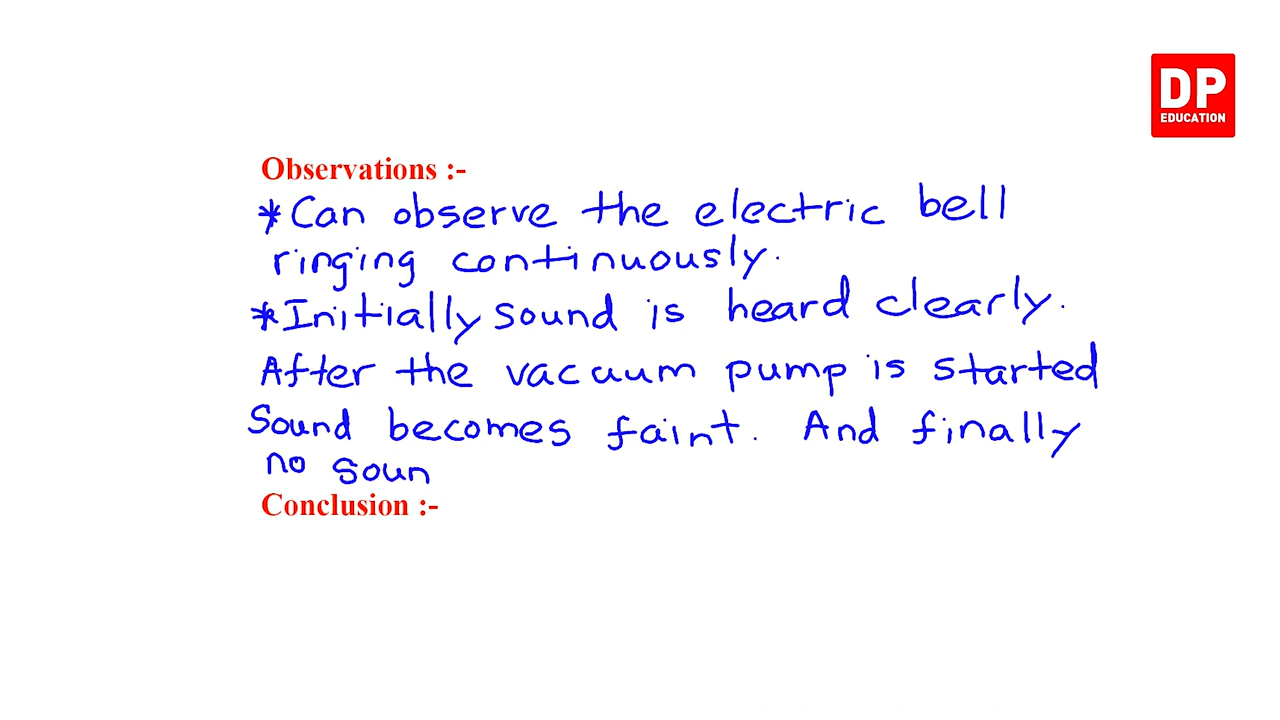 DP
EDUCATION
Observations :-
*Can observe the electric bell
ringing continuously.
*Initially sound is heard clearly.
After the vacuum pump is started
Sound becomes faint. And finally
no soun
Conclusion :-